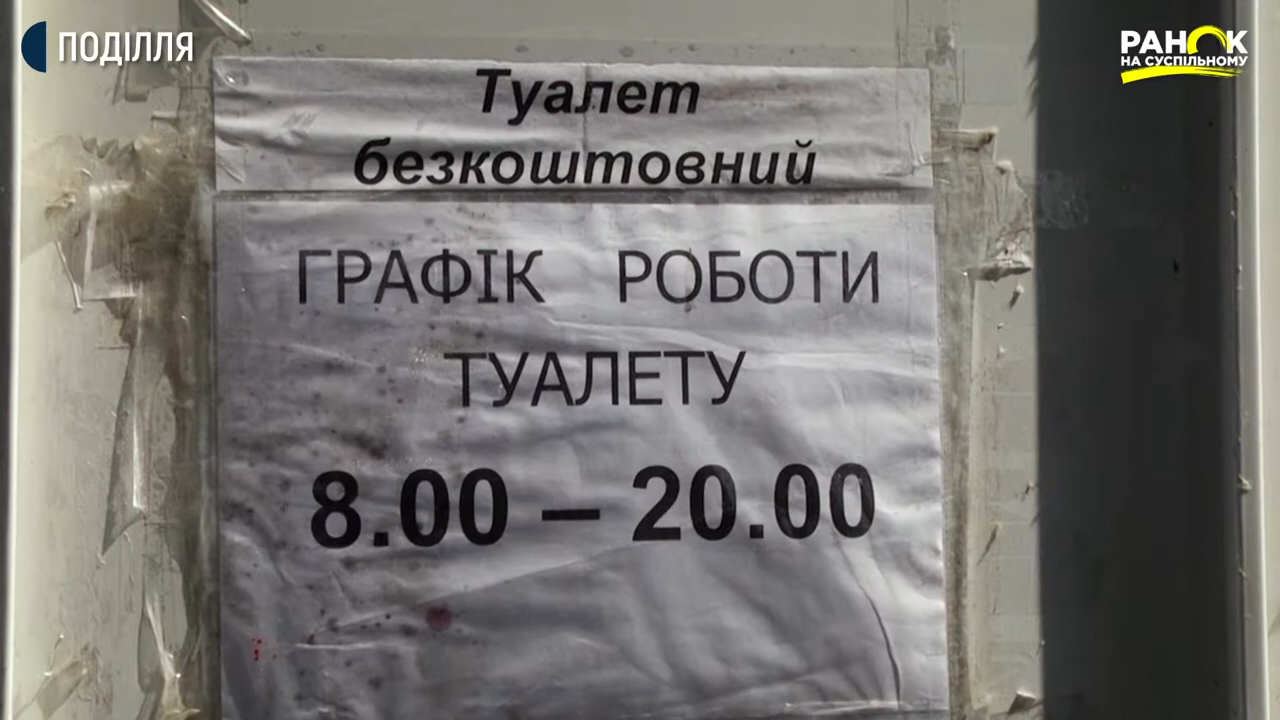 ПОДІЛЛЯ
РАНОК
НА СУСПІЛЬНОМУ
Туалет
безкоштовний
ГРАФІК РОБОТИ
ТУАЛЕТУ
8.00 – 20.00